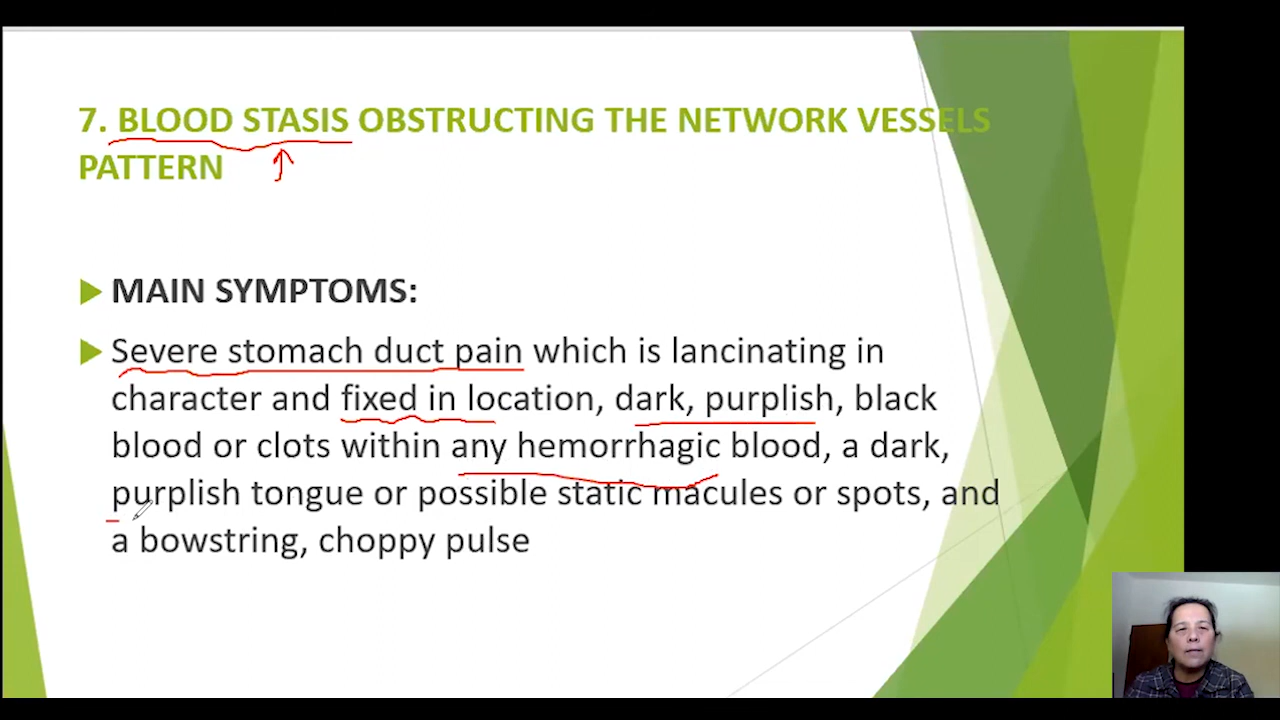 7. BLOOD STASIS OBSTRUCTING THE NETWORK VESSELS
PATTERN
MAIN SYMPTOMS:
Severe stomach duct pain which is lancinating in
character and fixed in location, dark, purplish, black
blood or clots within any hemorrhagic blood, a dark,
purplish tongue or possible static macules or spots, and
a bowstring, choppy pulse